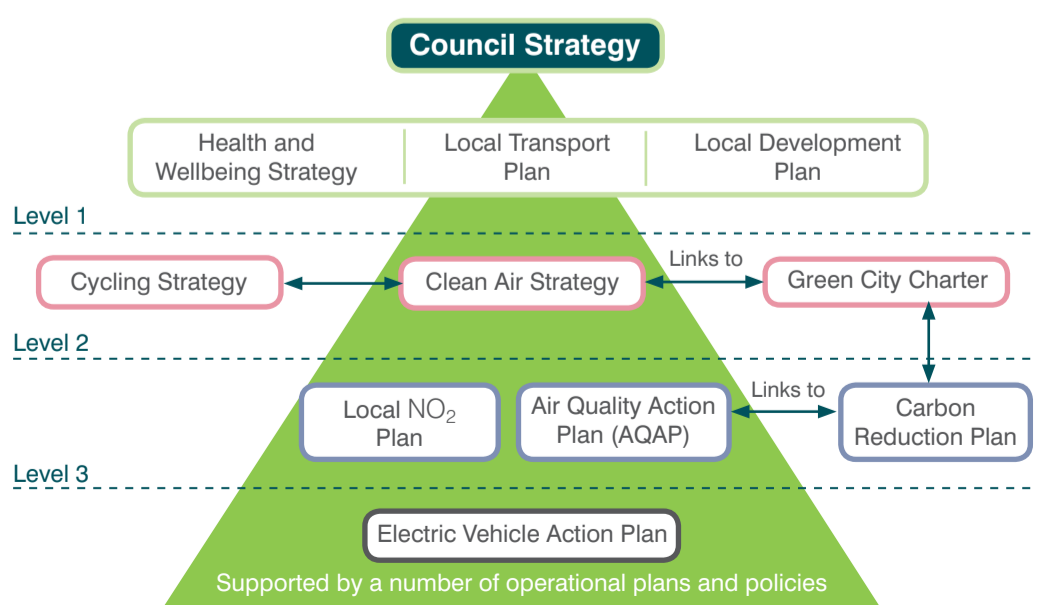 Council Strategy
Health and
Wellbeing Strategy
Local Transport
Plan
Local Development
Plan
Level 1
Cycling Strategy
Clean Air Strategy
Links to
Green City Charter
Level 2
Local NO₂
Plan
Air Quality Action
Plan (AQAP)
Links to
Carbon
Reduction Plan
Level 3
Electric Vehicle Action Plan
Supported by a number of operational plans and policies